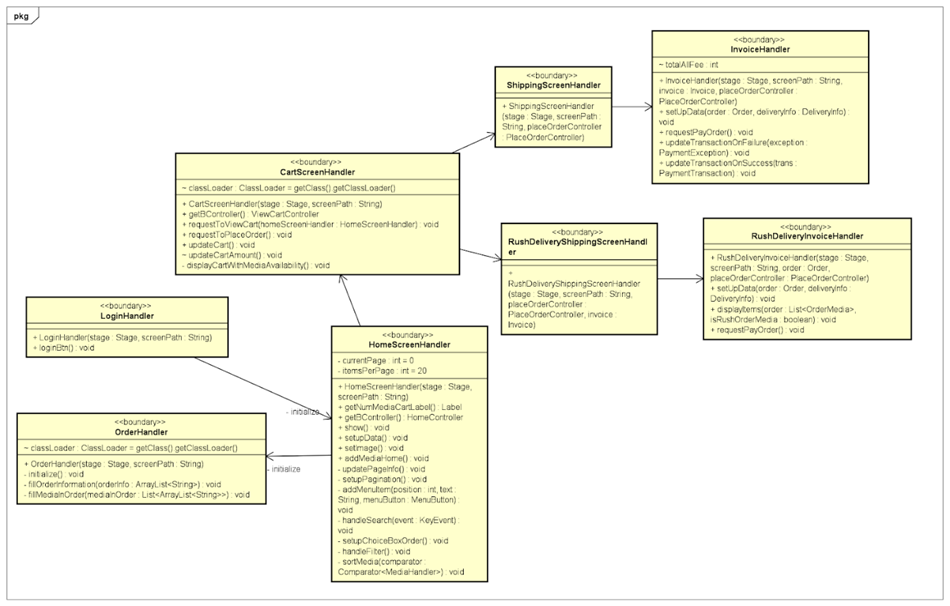 pkg
<<boundary>>
InvoiceHandler
~ totalAllFee : int
+ InvoiceHandler(stage : Stage, screenPath : String,
invoice : Invoice, placeOrderController :
PlaceOrderController)
+ setUpData(order : Order, deliveryInfo : DeliveryInfo) :
void
+ requestPayOrder() : void
+ updateTransactionOnFailure(exception :
PaymentException) : void
+ updateTransactionOnSuccess(trans :
PaymentTransaction) : void
<<boundary>>
ShippingScreenHandler
+ ShippingScreenHandler
(stage : Stage, screenPath :
String, placeOrderController
: PlaceOrderController)
<<boundary>>
CartScreenHandler
~ classLoader : ClassLoader = getClass().getClassLoader()
+ CartScreenHandler(stage : Stage, screenPath : String)
+ getBController() : ViewCartController
+ requestToViewCart(homeScreenHandler : HomeScreenHandler) : void
+ requestToPlaceOrder() : void
+ updateCart() : void
~ updateCartAmount() : void
- displayCartWithMediaAvailability() : void
<<boundary>>
RushDeliveryShippingScreenHandl
er
+
RushDeliveryShippingScreenHandler
(stage : Stage, screenPath : String,
placeOrderController :
PlaceOrderController, invoice :
Invoice)
<<boundary>>
RushDeliveryInvoiceHandler
+ RushDeliveryInvoiceHandler(stage : Stage,
screenPath : String, order : Order,
placeOrderController : PlaceOrderController)
+ setUpData(order : Order, deliveryInfo :
DeliveryInfo) : void
+ displayItems(order : List<OrderMedia>,
isRushOrderMedia : boolean) : void
+ requestPayOrder() : void
<<boundary>>
LoginHandler
+ LoginHandler(stage : Stage, screenPath : String)
+ loginBtn() : void
<<boundary>>
HomeScreenHandler
- currentPage : int = 0
- itemsPerPage : int = 20
+ HomeScreenHandler(stage : Stage,
screenPath : String)
+ getNumMediaCartLabel() : Label
+ getBController() : HomeController
+ show() : void
+ setupData() : void
+ setImage() : void
+ addMediaHome() : void
- updatePageInfo() : void
- setupPagination() : void
- addMenuItem(position : int, text :
String, menuButton : MenuButton) :
void
- handleSearch(event : KeyEvent) :
void
- setupChoiceBoxOrder() : void
- handleFilter() : void
- sortMedia(comparator :
Comparator<MediaHandler>) : void
- initialize
- initialize
<<boundary>>
OrderHandler
~ classLoader : ClassLoader = getClass().getClassLoader()
+ OrderHandler(stage : Stage, screenPath : String)
- initialize() : void
- fillOrderInformation(orderInfo : ArrayList<String>) : void
- fillMediaInOrder(mediaInOrder : List<ArrayList<String>>) : void